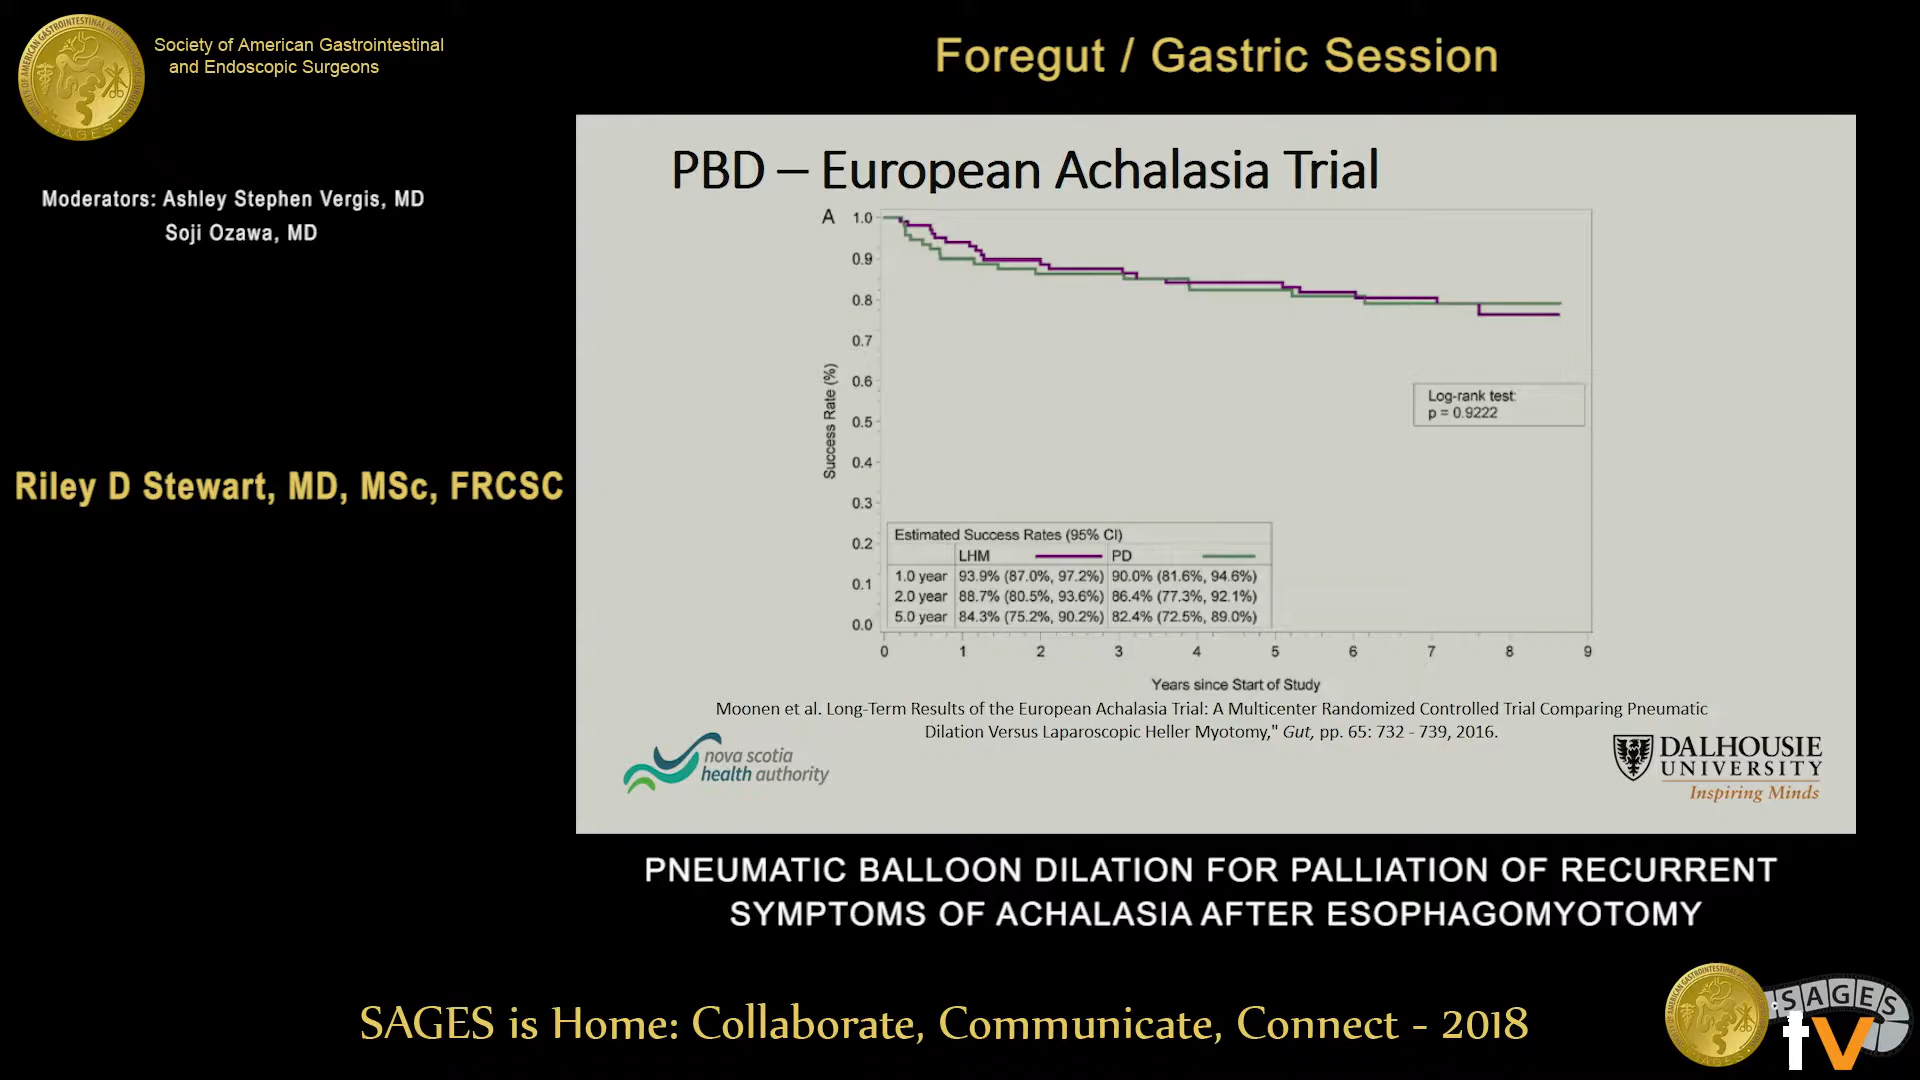 Society of American Gastrointestinal
and Endoscopic Surgeons
Foregut / Gastric Session
Moderators: Ashley Stephen Vergis, MD
Soji Ozawa, MD
Riley D Stewart, MD, MSc, FRCSC
PBD – European Achalasia Trial
A
1.0
0.9
0.8
0.7
0.6
0.5
0.4
0.3
0.2
0.1
0.0
Success Rate (%)
Log-rank test:
p = 0.9222
Estimated Success Rates (95% CI)
LHM PD
1.0 year 93.9% (87.0%, 97.2%) 90.0% (81.6%, 94.6%)
2.0 year 88.7% (80.5%, 93.6%) 86.4% (77.3%, 92.1%)
5.0 year 84.3% (75.2%, 90.2%) 82.4% (72.5%, 89.0%)
0 1 2 3 4 5 6 7 8 9
Years since Start of Study
Moonen et al. Long-Term Results of the European Achalasia Trial: A Multicenter Randomized Controlled Trial Comparing Pneumatic
Dilation Versus Laparoscopic Heller Myotomy," Gut, pp. 65: 732 - 739, 2016.
nova scotia
health authority
DALHOUSIE
UNIVERSITY
Inspiring Minds
PNEUMATIC BALLOON DILATION FOR PALLIATION OF RECURRENT
SYMPTOMS OF ACHALASIA AFTER ESOPHAGOMYOTOMY
SAGES is Home: Collaborate, Communicate, Connect - 2018
SAGES
tv